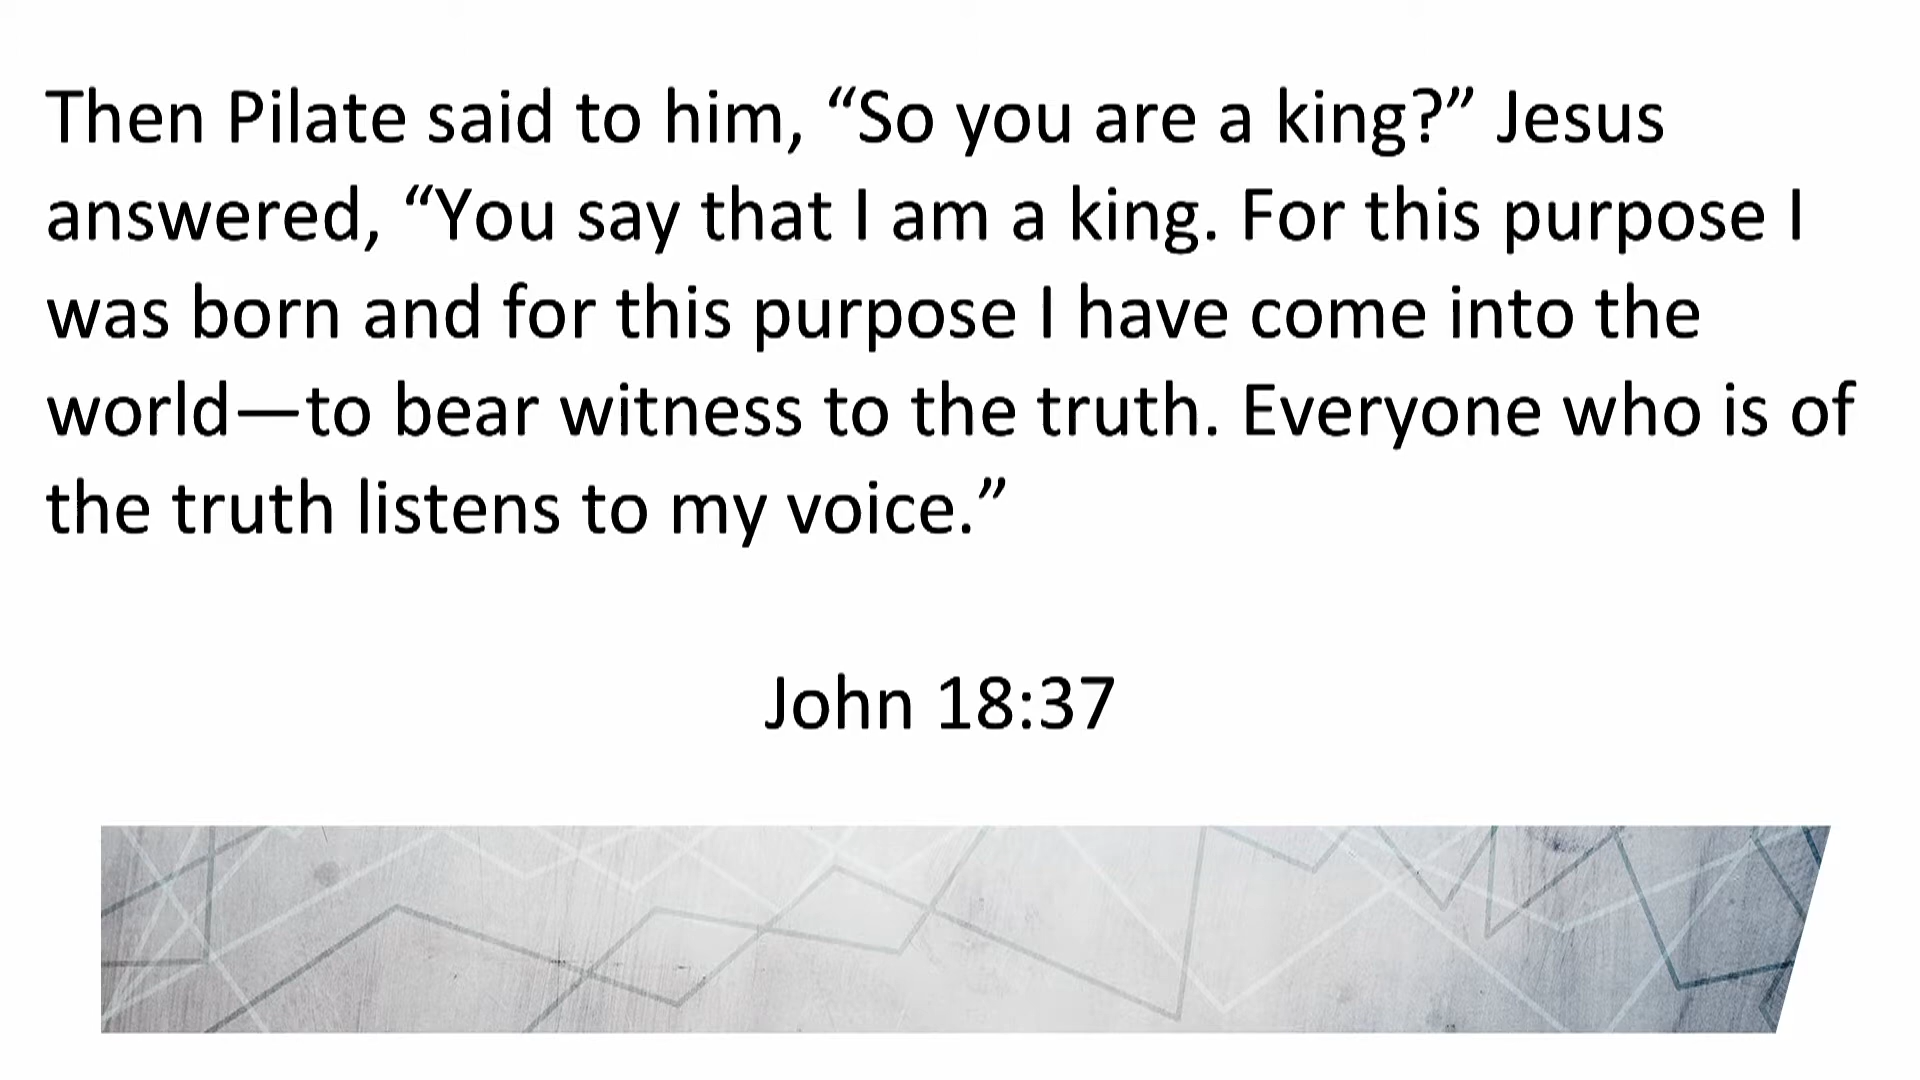 Then Pilate said to him, “So you are a king?” Jesus
answered, “You say that I am a king. For this purpose I
was born and for this purpose I have come into the
world—to bear witness to the truth. Everyone who is of
the truth listens to my voice.”
John 18:37